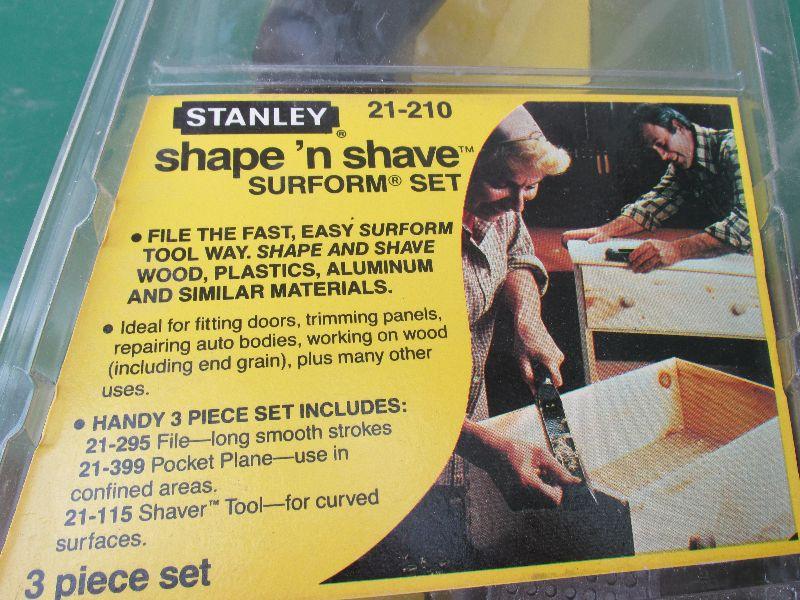 STANLEY® 21-210
shape 'n shave™
SURFORM® SET
• FILE THE FAST, EASY SURFORM
TOOL WAY. SHAPE AND SHAVE
WOOD, PLASTICS, ALUMINUM
AND SIMILAR MATERIALS.
• Ideal for fitting doors, trimming panels,
repairing auto bodies, working on wood
(including end grain), plus many other
uses.
• HANDY 3 PIECE SET INCLUDES:
21-295 File—long smooth strokes
21-399 Pocket Plane—use in
confined areas.
21-115 Shaver™ Tool—for curved
surfaces.
3 piece set